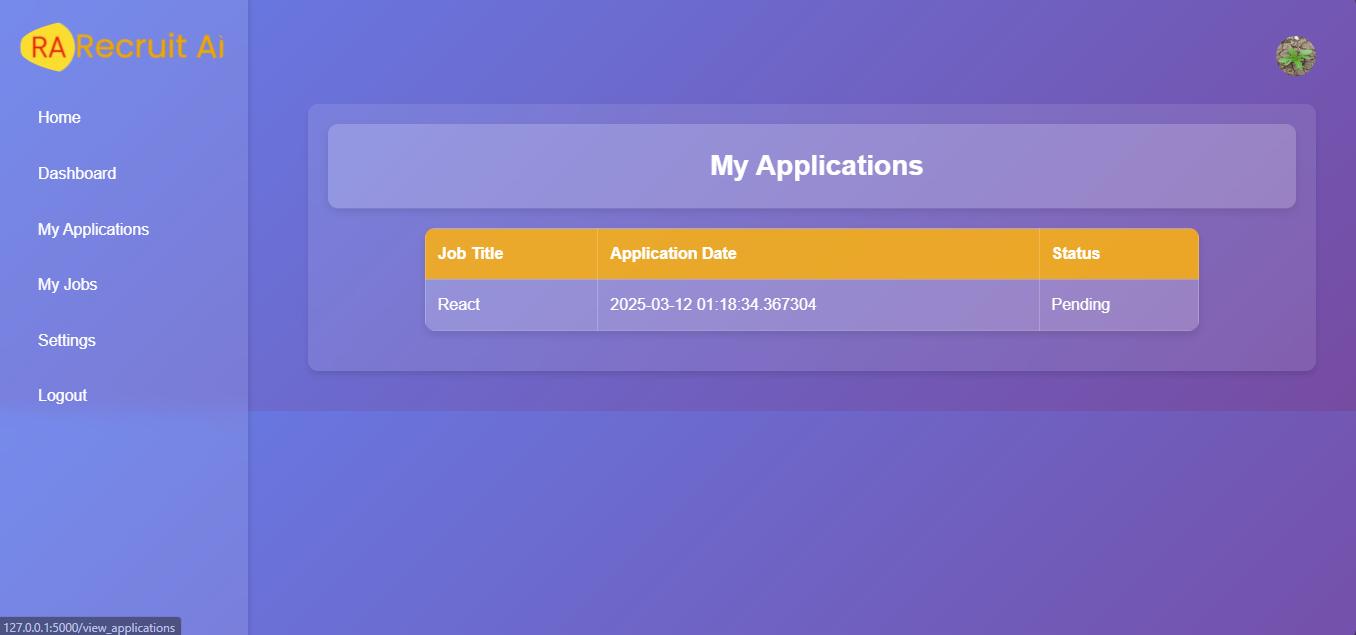 RA Recruit Ai
Home
Dashboard
My Applications
My Jobs
Settings
Logout
My Applications
Job Title Application Date Status
React 2025-03-12 01:18:34.367304 Pending
127.0.0.1:5000/view_applications